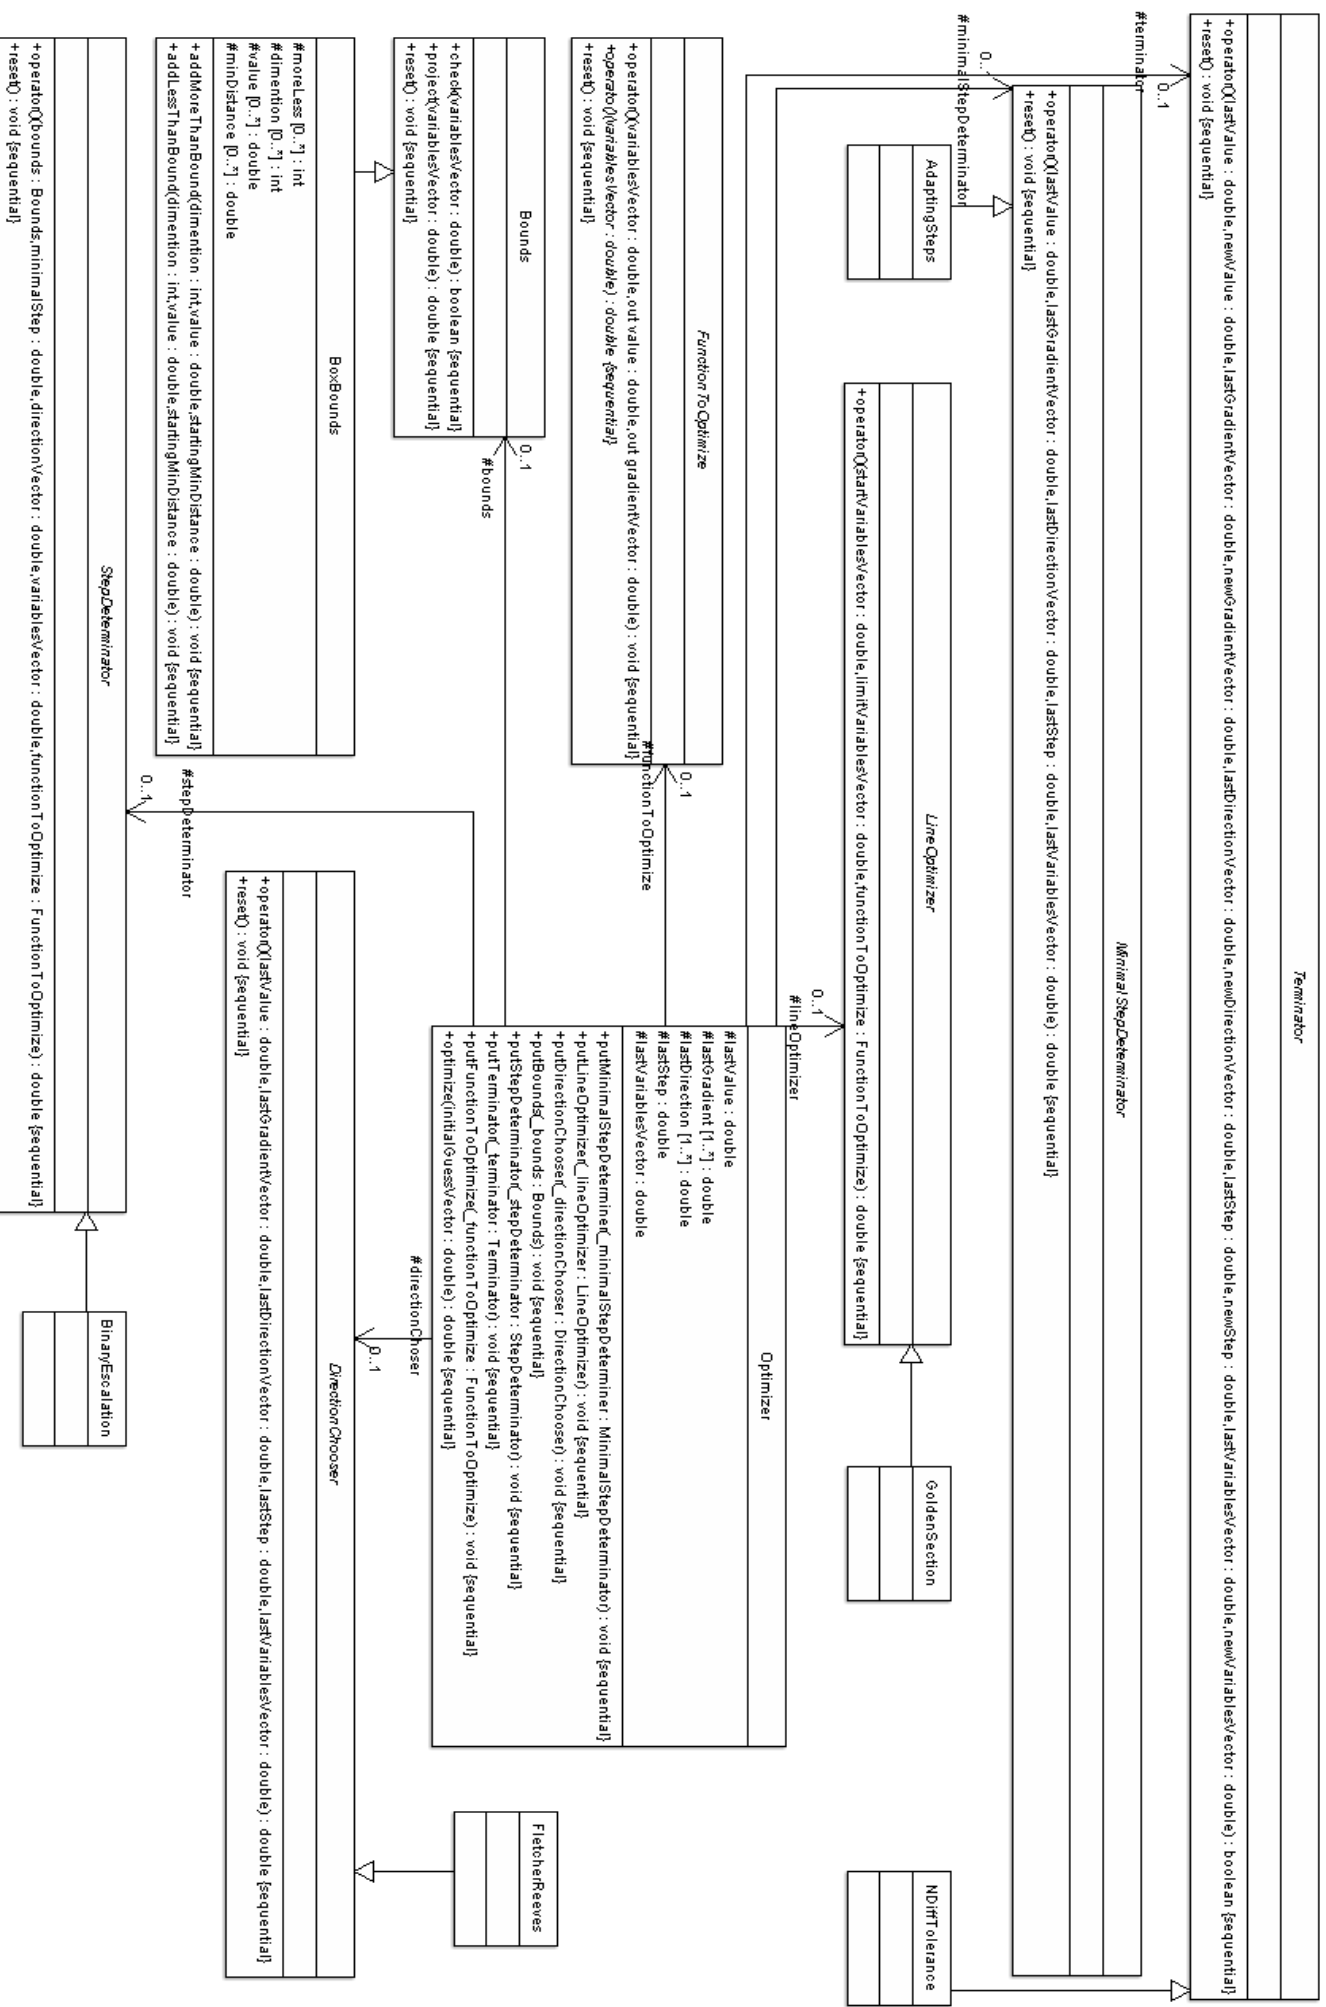 Terminator
+operator()(lastValue : double,newValue : double,lastGradientVector : double,newGradientVector : double,lastDirectionVector : double,newDirectionVector : double,lastStep : double,newStep : double,lastVariablesVector : double,newVariablesVector : double) : boolean {sequential}
+reset() : void {sequential}
#terminator
0..1
MinimalStepDeterminator
+operator()(lastValue : double,lastGradientVector : double,lastDirectionVector : double,lastStep : double,lastVariablesVector : double) : double {sequential}
+reset() : void {sequential}
#minimalStepDeterminator
0..1
AdaptingSteps
LineOptimizer
+operator()(startVariablesVector : double,limitVariablesVector : double,functionToOptimize : FunctionToOptimize) : double {sequential}
GoldenSection
NDiffTolerance
0..1
#lineOptimizer
FunctionToOptimize
+operator()(variablesVector : double,out value : double,out gradientVector : double) : void {sequential}
+operato()(variablesVector : double) : double {sequential}
+reset() : void {sequential}
0..1
#functionToOptimize
Optimizer
#lastValue : double
#lastGradient [1..*] : double
#lastDirection [1..*] : double
#lastStep : double
#lastVariablesVector : double
+putMinimalStepDeterminer(_minimalStepDeterminer : MinimalStepDeterminator) : void {sequential}
+putLineOptimizer(_lineOptimizer : LineOptimizer) : void {sequential}
+putDirectionChooser(_directionChooser : DirectionChooser) : void {sequential}
+putBounds(_bounds : Bounds) : void {sequential}
+putStepDeterminator(_stepDeterminator : StepDeterminator) : void {sequential}
+putTerminator(_terminator : Terminator) : void {sequential}
+putFunctionToOptimize(_functionToOptimize : FunctionToOptimize) : void {sequential}
+optimize(initialGuessVector : double) : double {sequential}
Bounds
+check(variablesVector : double) : boolean {sequential}
+project(variablesVector : double) : double {sequential}
+reset() : void {sequential}
0..1
#bounds
FletcherReeves
#directionChoser
0..1
BoxBounds
#moreLess [0..*] : int
#dimention [0..*] : int
#value [0..*] : double
#minDistance [0..*] : double
+addMoreThanBound(dimention : int,value : double,startingMinDistance : double) : void {sequential}
+addLessThanBound(dimention : int,value : double,startingMinDistance : double) : void {sequential}
DirectionChooser
+operator()(lastValue : double,lastGradientVector : double,lastDirectionVector : double,lastStep : double,lastVariablesVector : double) : double {sequential}
+reset() : void {sequential}
#stepDeterminator
0..1
StepDeterminator
+operator()(bounds : Bounds,minimalStep : double,directionVector : double,variablesVector : double,functionToOptimize : FunctionToOptimize) : double {sequential}
+reset() : void {sequential}
BinaryEscalation